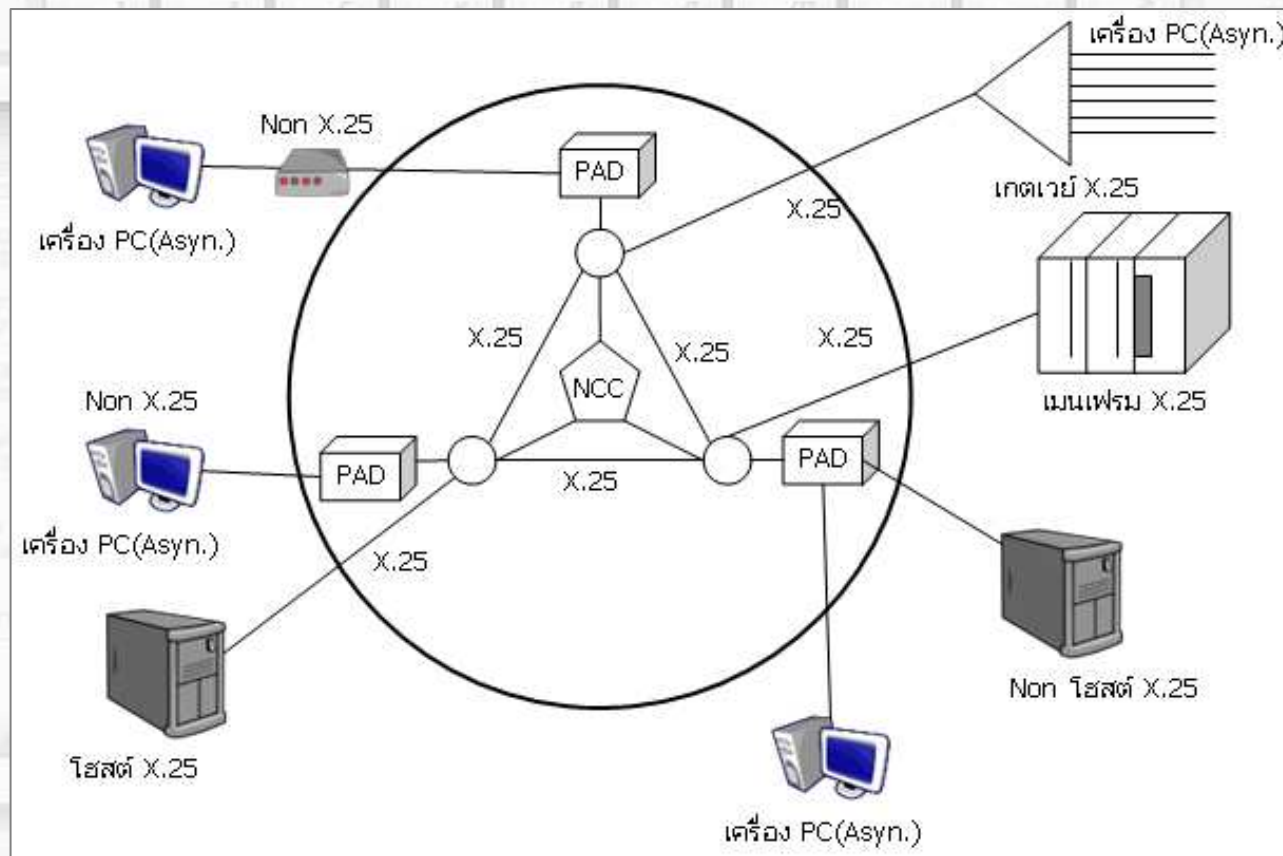 เครื่อง PC(Asyn.)
Non X.25
PAD
เครื่อง PC(Asyn.)
เกตเวย์ X.25
X.25
X.25
X.25
X.25
NCC
เมนเฟรม X.25
Non X.25
PAD
PAD
X.25
เครื่อง PC(Asyn.)
X.25
Non โฮสต์ X.25
โฮสต์ X.25
เครื่อง PC(Asyn.)